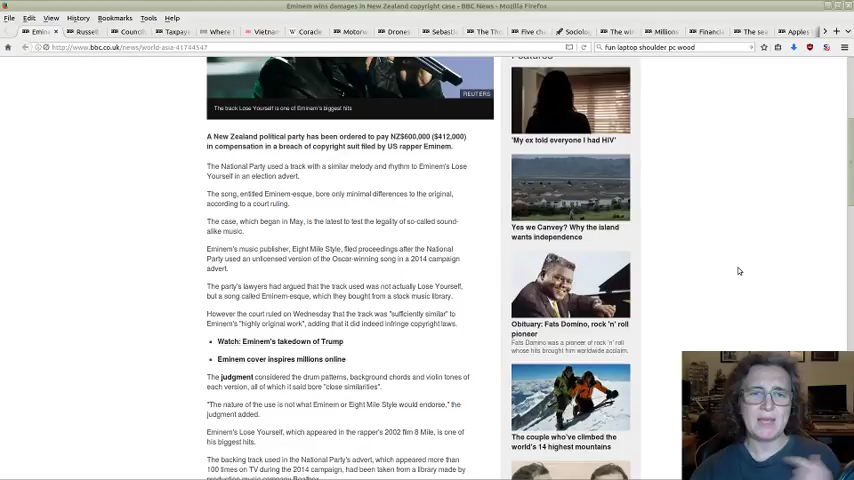 Eminem wins damages in New Zealand copyright case - BBC News - Mozilla Firefox
File Edit View History Bookmarks Tools Help
Emine Russell Counci Taxpaye Where I Vietnam Coracle Motor Drones Sebasti The Tho Five che Sciolog The win Millions Financia The sea Apples
http://www.bbc.co.uk/news/world-asia-41744347
fun laptop shoulder pc wood
REUTERS
The track Lose Yourself is one of Eminem's biggest hits
A New Zealand political party has been ordered to pay NZ$600,000 ($412,000)
in compensation in a breach of copyright suit filed by US rapper Eminem.
The National Party used a track with a similar melody and rhythm to Eminem's Lose
Yourself in an election advert.
The song, entitled Eminem-esque, bore only minimal differences to the original,
according to a court ruling.
The case, which began in May, is the latest to test the legality of so-called sound-
alike music.
Eminem's music publisher, Eight Mile Style, filed proceedings after the National
Party used an unlicensed version of the Oscar-winning song in a 2014 campaign
advert.
The party's lawyers had argued that the track used was not actually Lose Yourself,
but a song called Eminem-esque, which they bought from a stock music library.
However the court ruled on Wednesday that the track was "sufficiently similar" to
Eminem's "highly original work", adding that it did indeed infringe copyright laws.
Watch: Eminem's takedown of Trump
Eminem cover inspires millions online
The judgment considered the drum patterns, background chords and violin tones of
each version, all of which it said bore "close similarities".
"The nature of the use is not what Eminem or Eight Mile Style would endorse," the
judgment added.
Eminem's Lose Yourself, which appeared in the rapper's 2002 film 8 Mile, is one of
his biggest hits.
The backing track used in the National Party's advert, which appeared more than
100 times on TV during the 2014 campaign, had been taken from a library made by
production music company Beatbox
Features
'My ex told everyone I had HIV'
Yes we Canvey? Why the island
wants independence
Obituary: Fats Domino, rock 'n' roll
pioneer
Fats Domino was a pioneer of rock 'n' roll
whose hits brought him worldwide acclaim.
The couple who've climbed the
world's 14 highest mountains